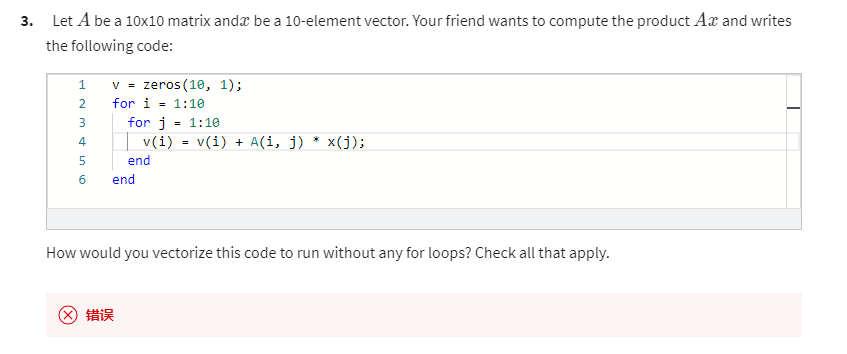 3. Let A be a 10x10 matrix andx be a 10-element vector. Your friend wants to compute the product Ax and writes
the following code:
1 v = zeros(10, 1);
2 for i = 1:10
3 for j = 1:10
4 v(i) = v(i) + A(i, j) * x(j);
5 end
6 end
How would you vectorize this code to run without any for loops? Check all that apply.
错误